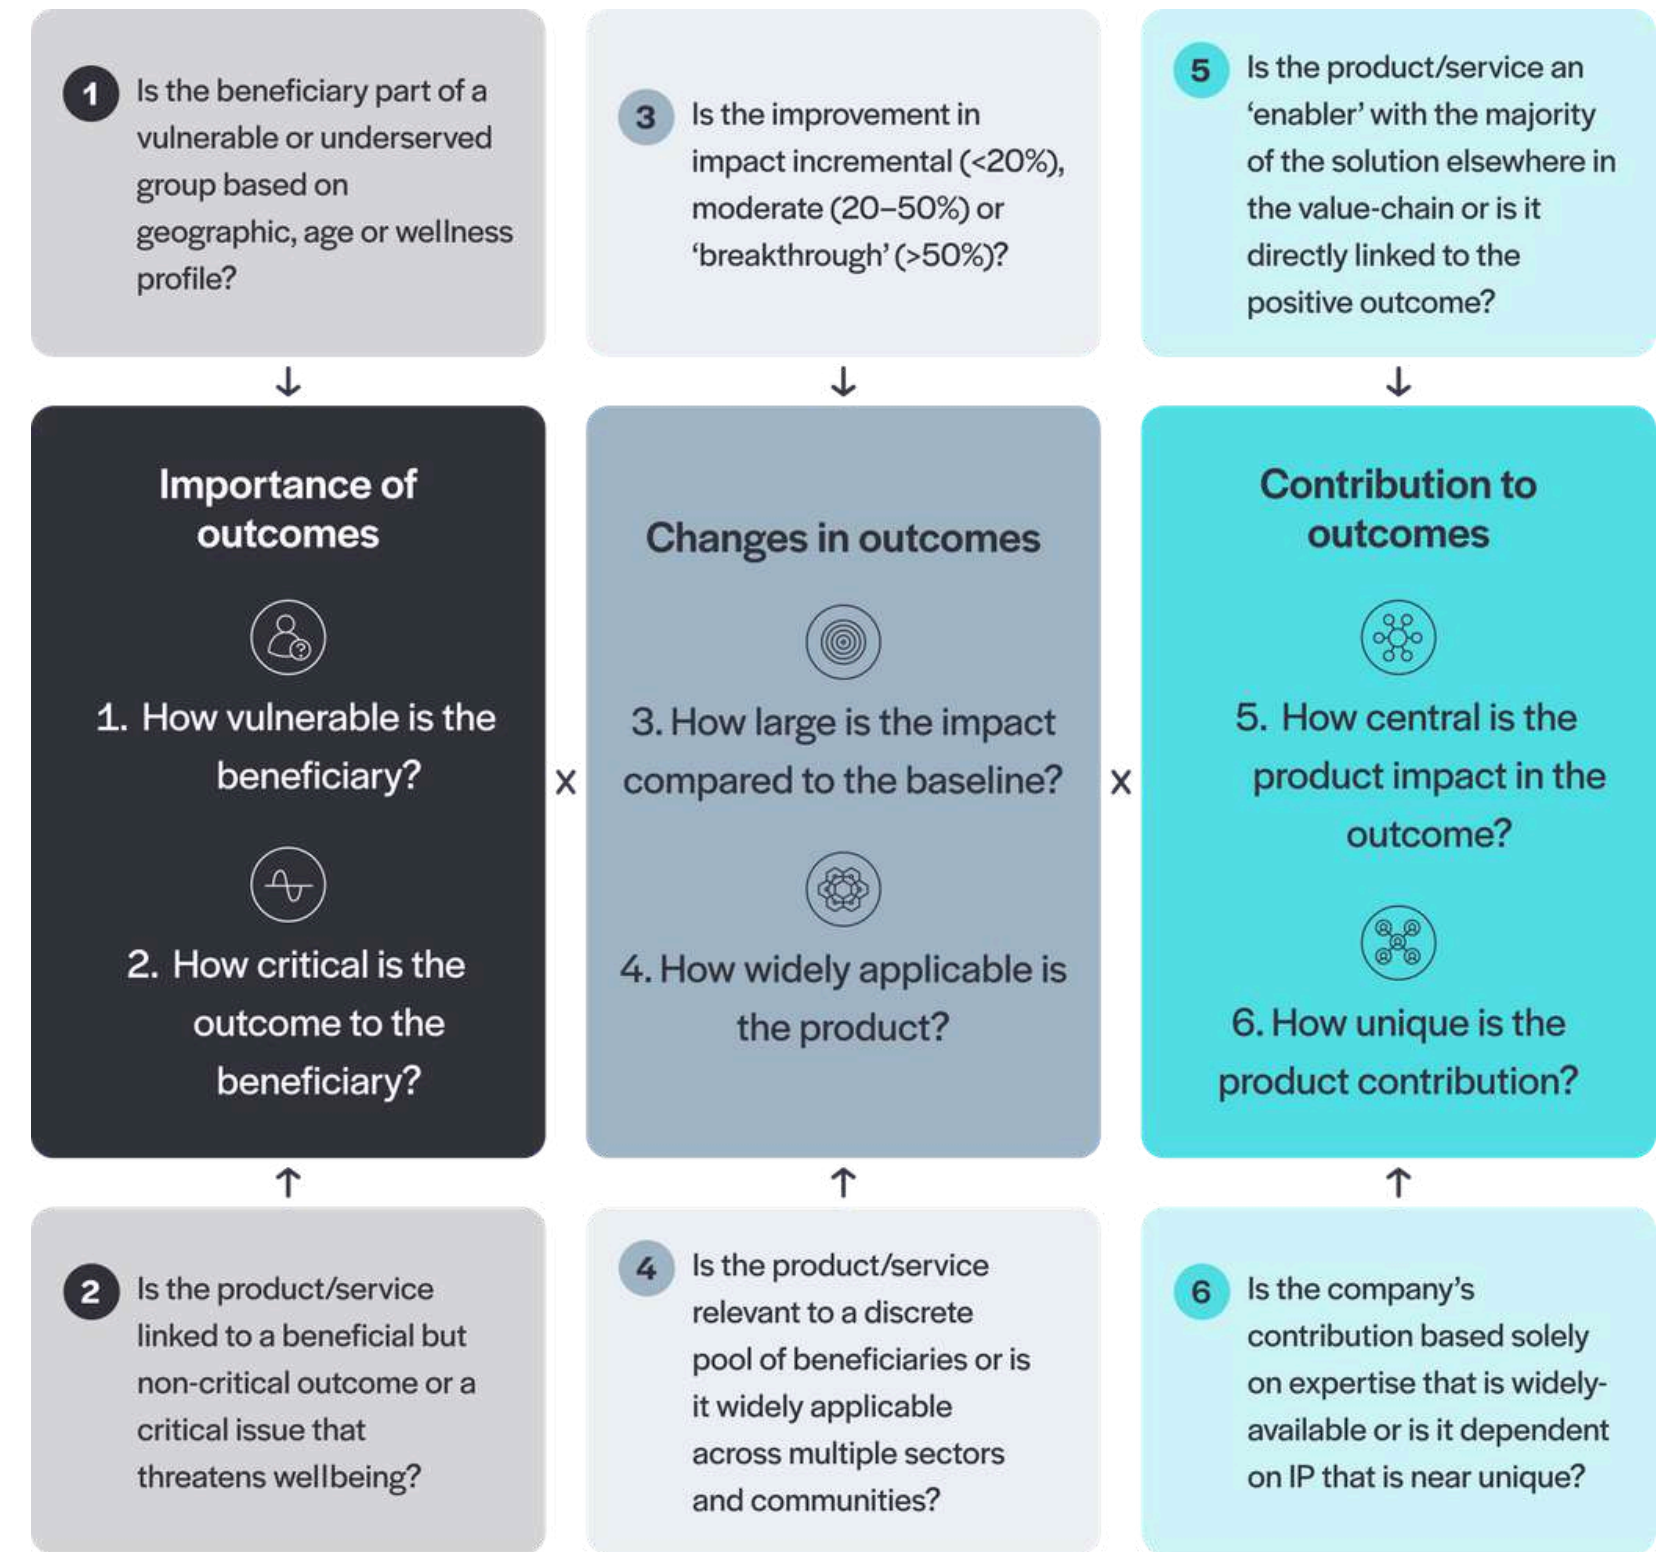 1
Is the beneficiary part of a
vulnerable or underserved
group based on
geographic, age or wellness
profile?
3
Is the improvement in
impact incremental (<20%),
moderate (20–50%) or
‘breakthrough’ (>50%)?
5
Is the product/service an
‘enabler’ with the majority
of the solution elsewhere in
the value-chain or is it
directly linked to the
positive outcome?
Importance of
outcomes
1. How vulnerable is the
beneficiary?
2. How critical is the
outcome to the
beneficiary?
x
Changes in outcomes
3. How large is the impact
compared to the baseline?
4. How widely applicable is
the product?
x
Contribution to
outcomes
5. How central is the
product impact in the
outcome?
6. How unique is the
product contribution?
2
Is the product/service
linked to a beneficial but
non-critical outcome or a
critical issue that
threatens wellbeing?
4
Is the product/service
relevant to a discrete
pool of beneficiaries or is
it widely applicable
across multiple sectors
and communities?
6
Is the company’s
contribution based solely
on expertise that is widely-
available or is it dependent
on IP that is near unique?